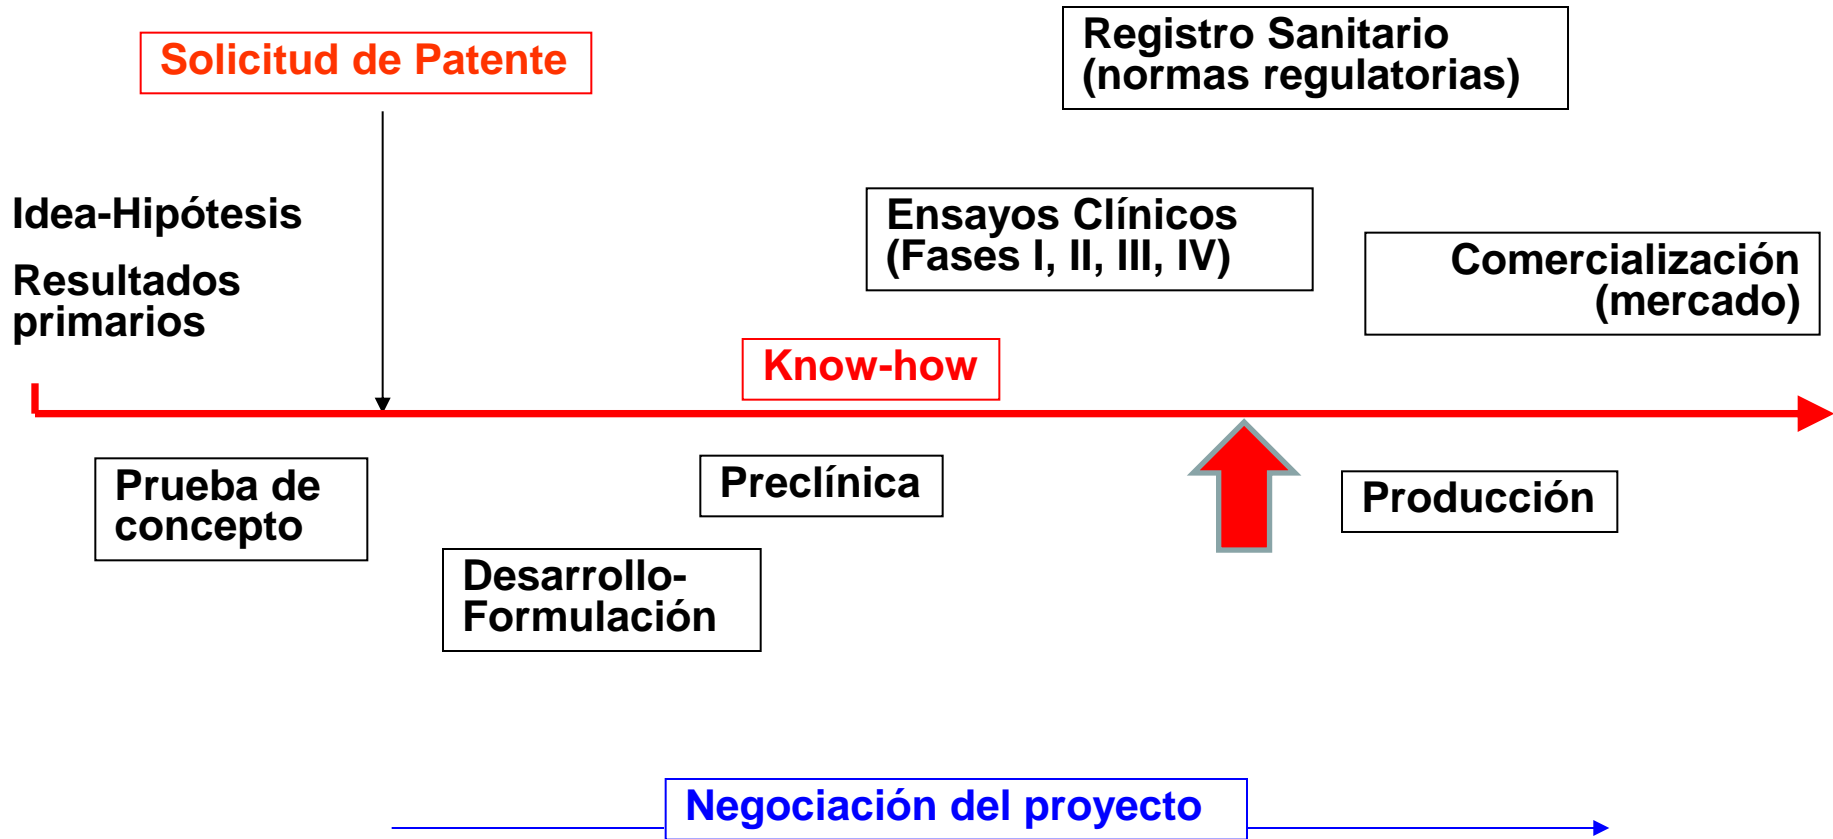 Registro Sanitario
(normas regulatorias)
Solicitud de Patente
Idea-Hipótesis
Resultados
primarios
Ensayos Clínicos
(Fases I, II, III, IV)
Comercialización
(mercado)
Know-how
Prueba de
concepto
Preclínica
Producción
Desarrollo-
Formulación
Negociación del proyecto